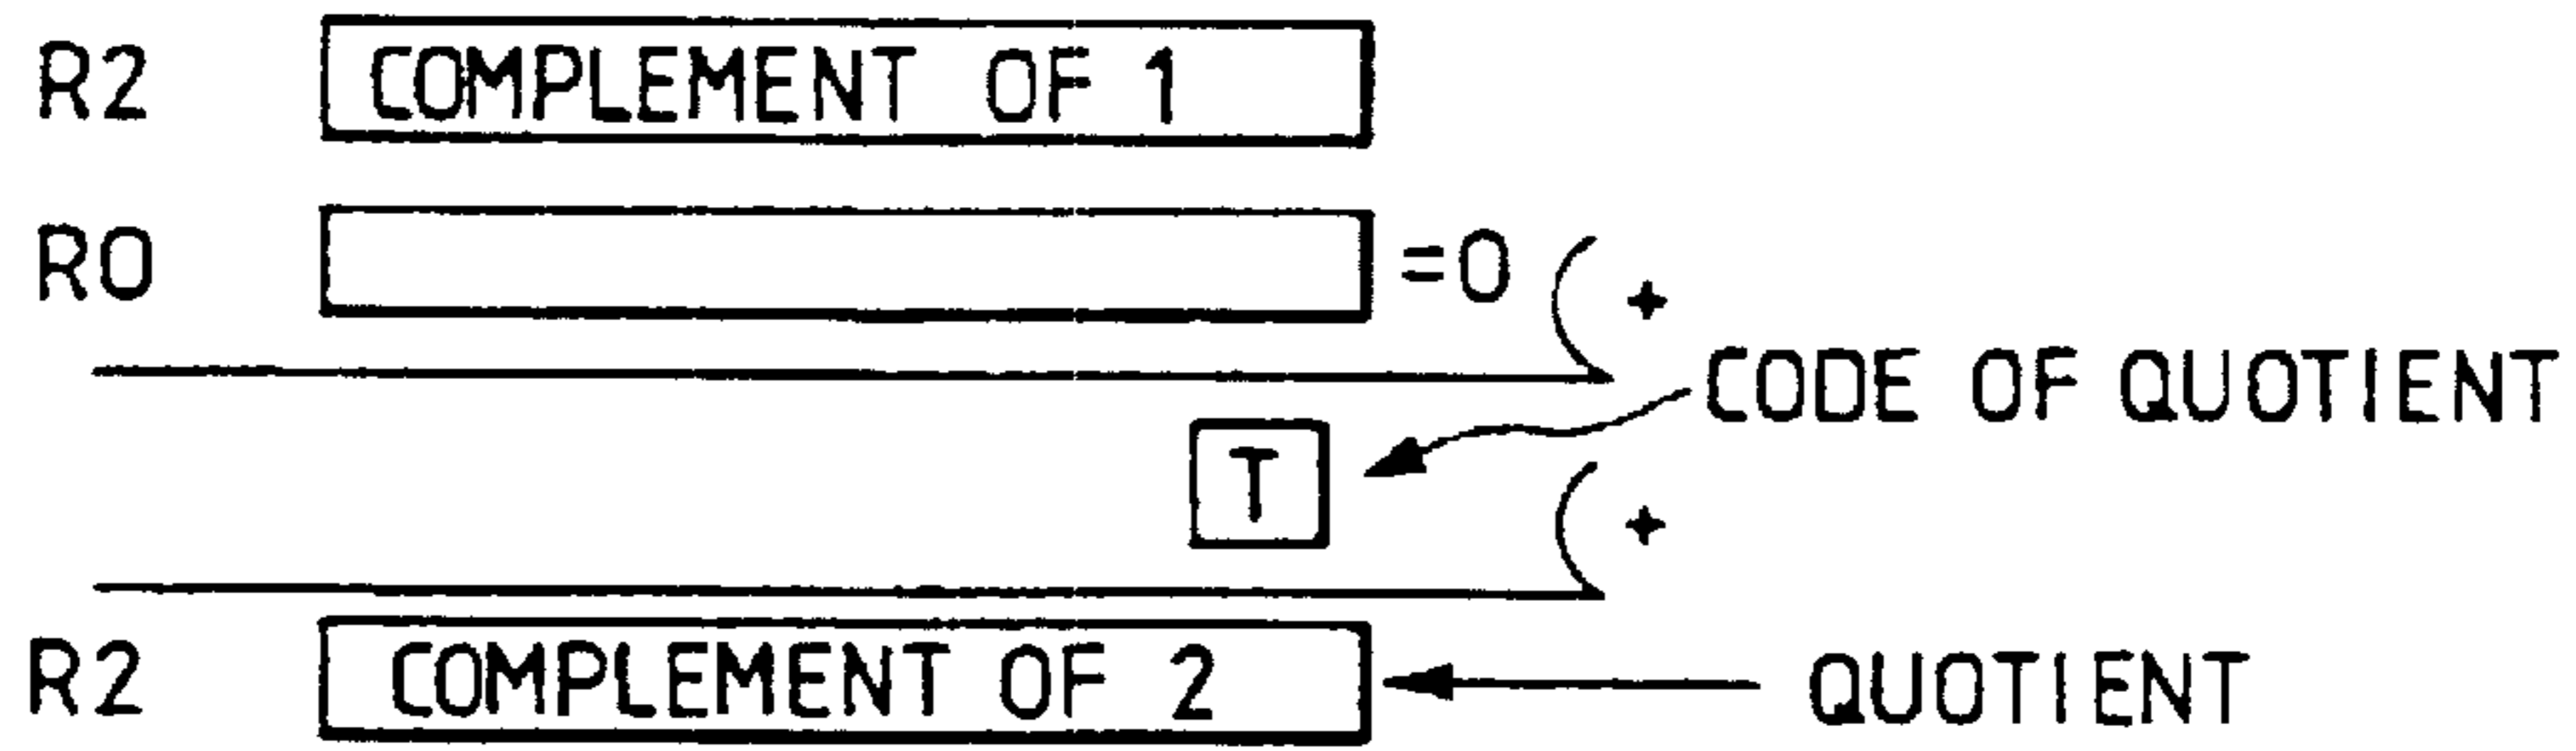 R2 COMPLEMENT OF 1
R0 =0 +
CODE OF QUOTIENT
T
+
R2 COMPLEMENT OF 2 QUOTIENT